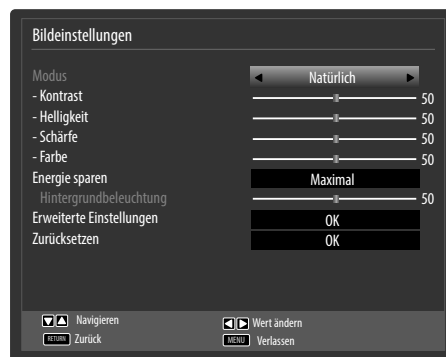 Bildeinstellungen
Modus ◀ Natürlich ▶
- Kontrast 50
- Helligkeit 50
- Schärfe 50
- Farbe 50
Energie sparen Maximal
Hintergrundbeleuchtung 50
Erweiterte Einstellungen OK
Zurücksetzen OK
▼▲ Navigieren ◀▶ Wert ändern
RETURN Zurück MENU Verlassen